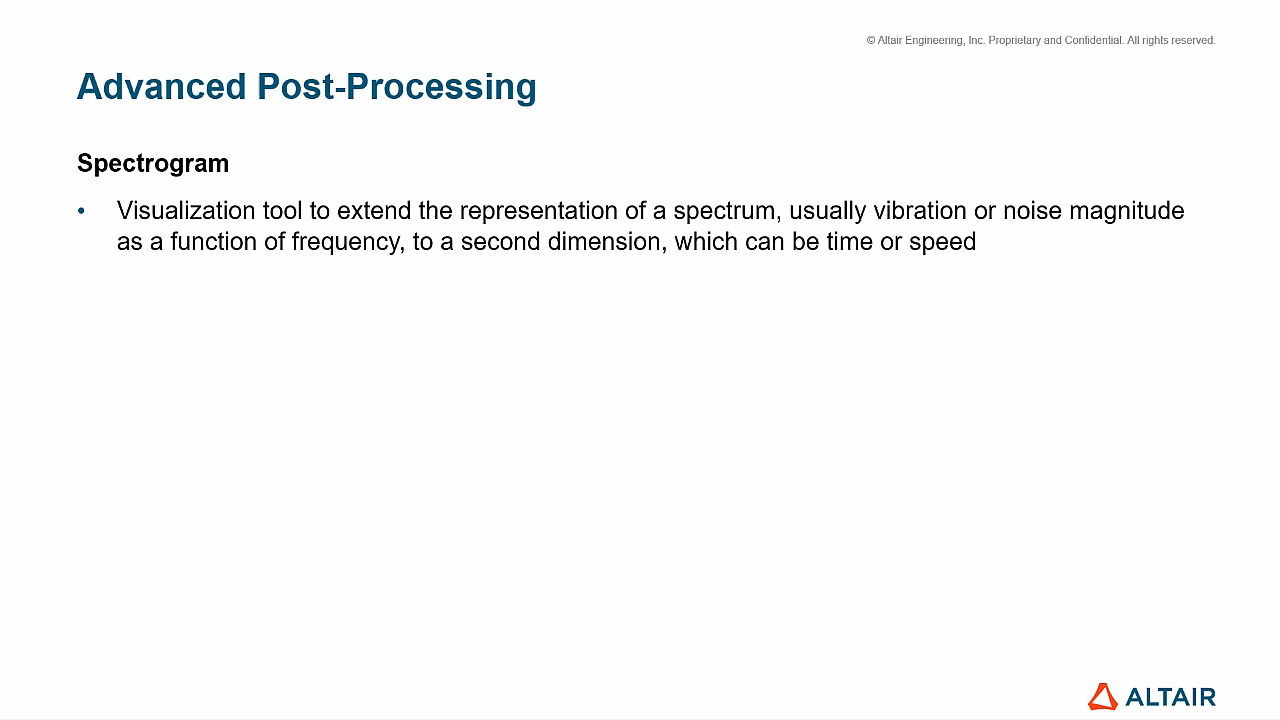 © Altair Engineering, Inc. Proprietary and Confidential. All rights reserved.
Advanced Post-Processing
Spectrogram
• Visualization tool to extend the representation of a spectrum, usually vibration or noise magnitude
as a function of frequency, to a second dimension, which can be time or speed
ALTAIR